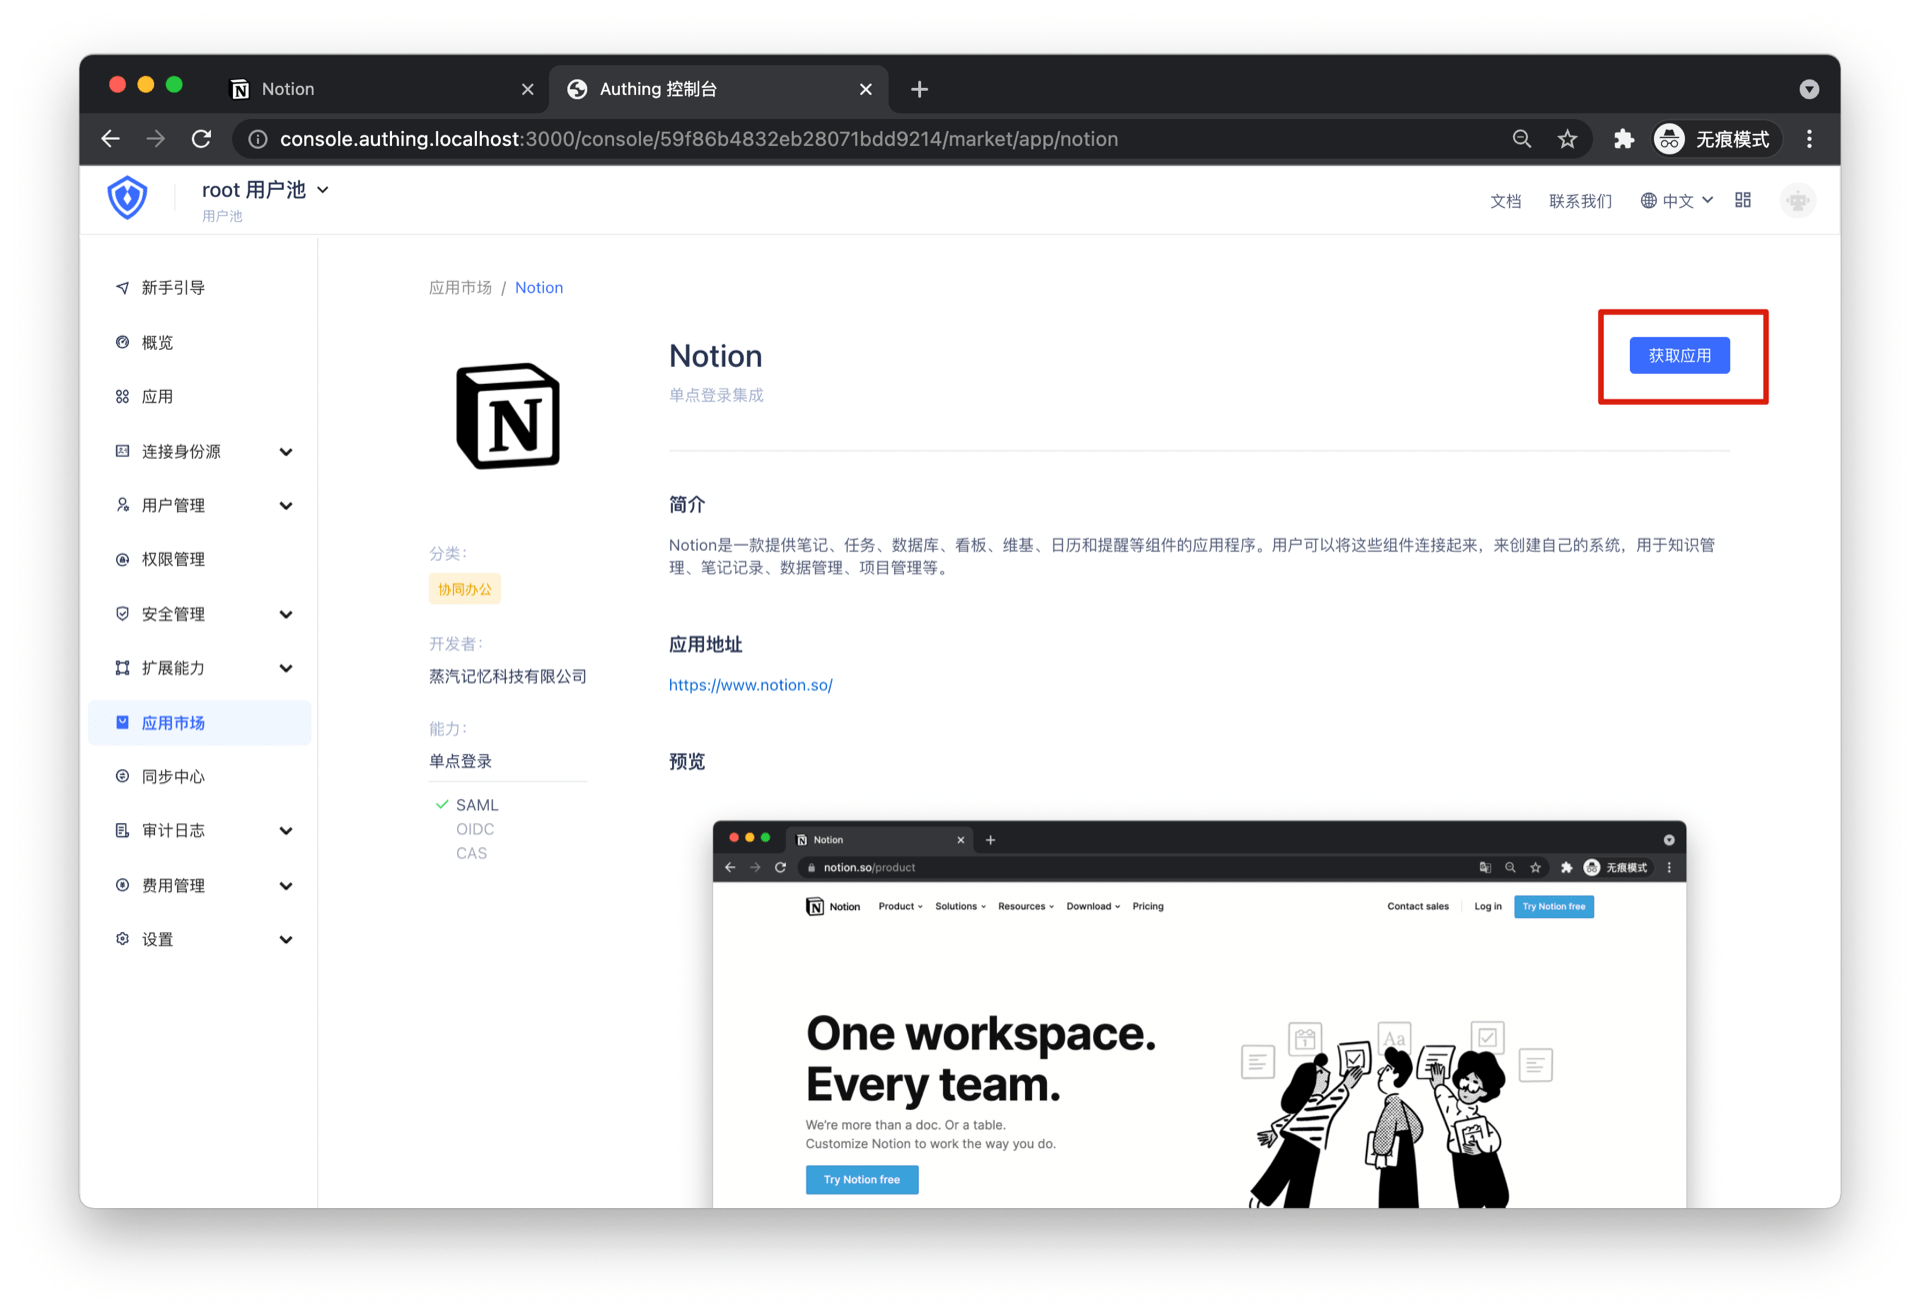 Notion
Authing 控制台
console.authing.localhost:3000/console/59f86b4832eb28071bdd9214/market/app/notion
无痕模式
root 用户池
用户池
文档
联系我们
中文
新手引导
概览
应用
连接身份源
用户管理
权限管理
安全管理
扩展能力
应用市场
同步中心
审计日志
费用管理
设置
应用市场 / Notion
N
分类:
协同办公
开发者:
蒸汽记忆科技有限公司
能力:
单点登录
SAML
OIDC
CAS
Notion
单点登录集成
获取应用
简介
Notion是一款提供笔记、任务、数据库、看板、维基、日历和提醒等组件的应用程序。用户可以将这些组件连接起来，来创建自己的系统，用于知识管
理、笔记记录、数据管理、项目管理等。
应用地址
https://www.notion.so/
预览
Notion
notion.so/product
无痕模式
Notion Product Solutions Resources Download Pricing
Contact sales Log in Try Notion free
One workspace.
Every team.
We're more than a doc. Or a table.
Customize Notion to work the way you do.
Try Notion free
1
Aa